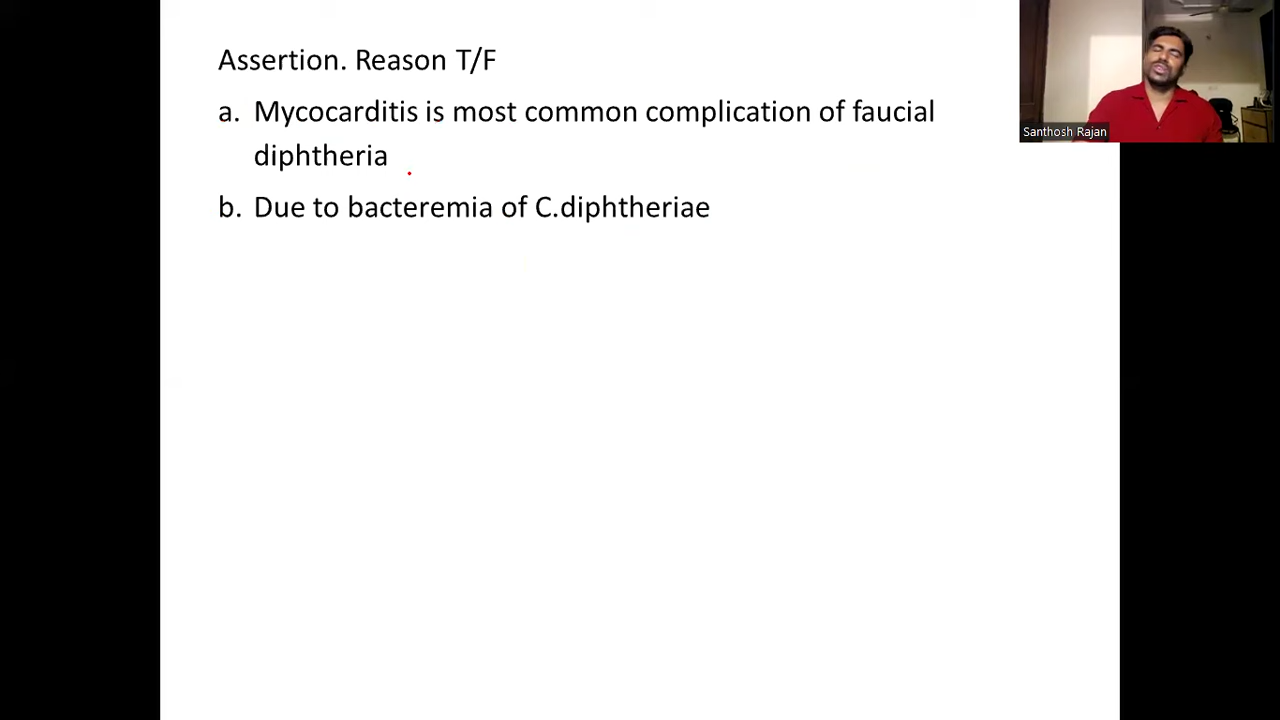 Assertion. Reason T/F
a. Mycocarditis is most common complication of faucial
diphtheria
b. Due to bacteremia of C.diphtheriae
Santhosh Rajan